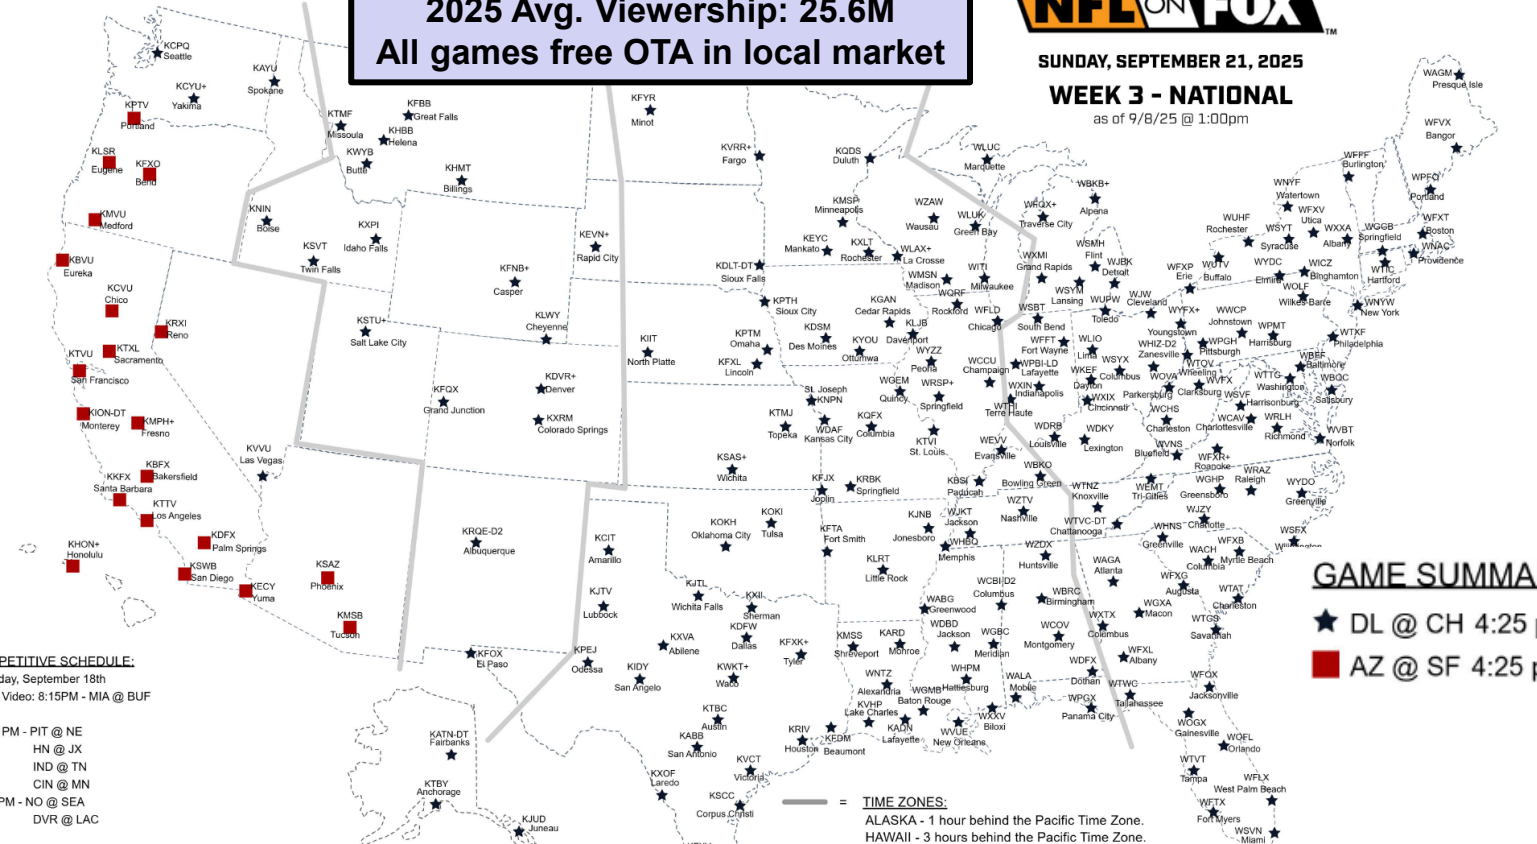 2025 Avg. Viewership: 25.6M
All games free OTA in local market
NFL ON FOX
TM
SUNDAY, SEPTEMBER 21, 2025
WEEK 3 - NATIONAL
as of 9/8/25 @ 1:00pm
KCPQ
Seattle
KAYU
Spokane
KCYU+
Yakima
KPTV
Portland
KLSR
Eugene
KFXO
Bend
KMVU
Medford
KBVU
Eureka
KCVU
Chico
KRXI
Reno
KTXL
Sacramento
KTVU
San Francisco
KION-DT
Monterey
KMPH+
Fresno
KBFX
Bakersfield
KKFX
Santa Barbara
KTTV
Los Angeles
KDFX
Palm Springs
KSWB
San Diego
KECY
Yuma
KHON+
Honolulu
KVVU
Las Vegas
KSAZ
Phoenix
KMSB
Tucson
KTMF
Missoula
KFBB
Great Falls
KHBB
Helena
KWYB
Butte
KHMT
Billings
KNIN
Boise
KXPI
Idaho Falls
KSVT
Twin Falls
KSTU+
Salt Lake City
KFNB+
Casper
KLWY
Cheyenne
KDVR+
Denver
KFQX
Grand Junction
KXRM
Colorado Springs
KRQE-D2
Albuquerque
KFOX
El Paso
KFYR
Minot
KVRR+
Fargo
KEVN+
Rapid City
KDLT-DT
Sioux Falls
KPTH
Sioux City
KIIT
North Platte
KPTM
Omaha
KFXL
Lincoln
KSAS+
Wichita
KTMJ
Topeka
St. Joseph
KNPN
WDAF
Kansas City
KQFX
Columbia
KFJX
Joplin
KRBK
Springfield
KOKH
Oklahoma City
KOKI
Tulsa
KFTA
Fort Smith
KCIT
Amarillo
KJTV
Lubbock
KJTL
Wichita Falls
KXII
Sherman
KDFW
Dallas
KXVA
Abilene
KPEJ
Odessa
KIDY
San Angelo
KWKT+
Waco
KFXK+
Tyler
KTBC
Austin
KABB
San Antonio
KRIV
Houston
KFDM
Beaumont
KVCT
Victoria
KXOF
Laredo
KSCC
Corpus Christi
KQDS
Duluth
KMSP
Minneapolis
KEYC
Mankato
KXLT
Rochester
WLUC
Marquette
WZAW
Wausau
WLUK
Green Bay
WLAX+
La Crosse
WMSN
Madison
WITI
Milwaukee
KGAN
Cedar Rapids
KDSM
Des Moines
KYOU
Ottumwa
KLJB
Davenport
WQRF
Rockford
WFLD
Chicago
WYZZ
Peoria
WCCU
Champaign
WGEM
Quincy
WRSP+
Springfield
KTVI
St. Louis
WFQX+
Traverse City
WBKB+
Alpena
WSMH
Flint
WJBK
Detroit
WXMI
Grand Rapids
WSYM
Lansing
WSBT
South Bend
WUPW
Toledo
WJW
Cleveland
WFFT
Fort Wayne
WLIO
Lima
WPBI-LD
Lafayette
WXIN
Indianapolis
WTHI
Terre Haute
WKEF
Dayton
WSYX
Columbus
WXIX
Cincinnati
WHIZ-D2
Zanesville
WYFX+
Youngstown
WOVA
Parkersburg
WTOV
Wheeling
WVFX
Clarksburg
WCHS
Charleston
WVNS
Bluefield
WEVV
Evansville
WDRB
Louisville
WDKY
Lexington
WBKO
Bowling Green
KBSI
Paducah
KJNB
Jonesboro
WJKT
Jackson
WHBQ
Memphis
WZTV
Nashville
WTNZ
Knoxville
WEMT
Tri-Cities
WTVC-DT
Chattanooga
WZDX
Huntsville
KLRT
Little Rock
WABG
Greenwood
WCBI-D2
Columbus
WBRC
Birmingham
WDBD
Jackson
WGBC
Meridian
WCOV
Montgomery
KMSS
Shreveport
KARD
Monroe
WNTZ
Alexandria
WHPM
Hattiesburg
WALA
Mobile
WDFX
Dothan
WPGX
Panama City
WGMB
Baton Rouge
KVHP
Lake Charles
KADN
Lafayette
WVUE
New Orleans
WXXV
Biloxi
WAGA
Atlanta
WXTX
Columbus
WGXA
Macon
WFXL
Albany
WFXG
Augusta
WTGS
Savannah
WTWC
Tallahassee
WFOX
Jacksonville
WOGX
Gainesville
WOFL
Orlando
WTVT
Tampa
WFLX
West Palm Beach
WFTX
Fort Myers
WSVN
Miami
WHNS
Greenville
WACH
Columbia
WFXB
Myrtle Beach
WTAT
Charleston
WJZY
Charlotte
WGHP
Greensboro
WRAZ
Raleigh
WYDO
Greenville
WSFX
Wilmington
WFXR+
Roanoke
WCAV
Charlottesville
WRLH
Richmond
WVBT
Norfolk
WSVF
Harrisonburg
WTTG
Washington
WBFF
Baltimore
WBOC
Salisbury
WPGH
Pittsburgh
WWCP
Johnstown
WPMT
Harrisburg
WTXF
Philadelphia
WOLF
Wilkes-Barre
WFXP
Erie
WUTV
Buffalo
WUHF
Rochester
WYDC
Elmira
WICZ
Binghamton
WSYT
Syracuse
WFXV
Utica
WNYF
Watertown
WXXA
Albany
WNYW
New York
WTIC
Hartford
WGGB
Springfield
WNAC
Providence
WFXT
Boston
WFFF
Burlington
WPFO
Portland
WFVX
Bangor
WAGM
Presque Isle
KATN-DT
Fairbanks
KTBY
Anchorage
KJUD
Juneau
GAME SUMMA
DL @ CH 4:25 p
AZ @ SF 4:25 p
PETITIVE SCHEDULE:
day, September 18th
Video: 8:15PM - MIA @ BUF
PM - PIT @ NE
HN @ JX
IND @ TN
CIN @ MN
PM - NO @ SEA
DVR @ LAC
= TIME ZONES:
ALASKA - 1 hour behind the Pacific Time Zone.
HAWAII - 3 hours behind the Pacific Time Zone.